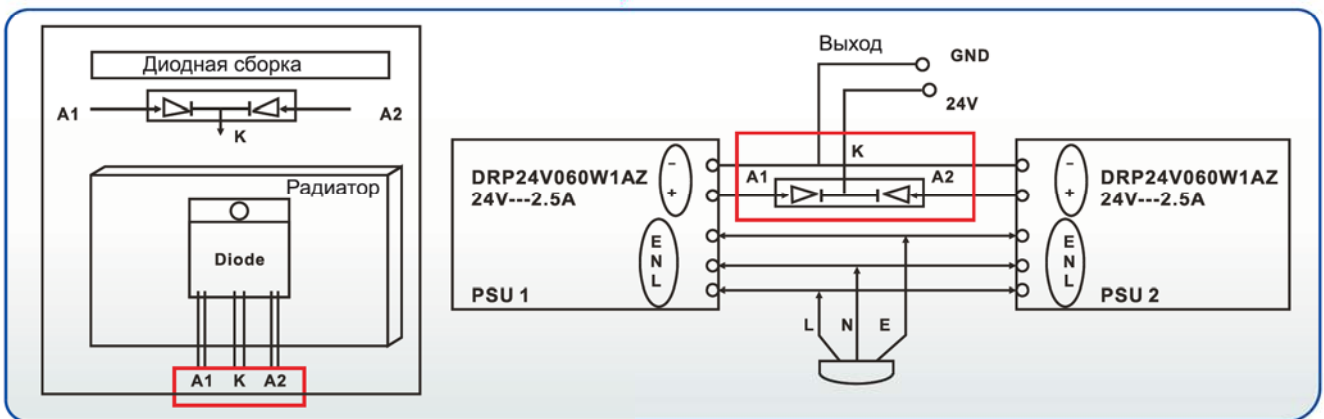 Диодная сборка
A1
A2
K
Радиатор
Diode
A1 K A2
Выход
GND
24V
K
A1
A2
DRP24V060W1AZ
24V---2.5A
-
+
E
N
L
PSU 1
DRP24V060W1AZ
24V---2.5A
-
+
E
N
L
PSU 2
L N E